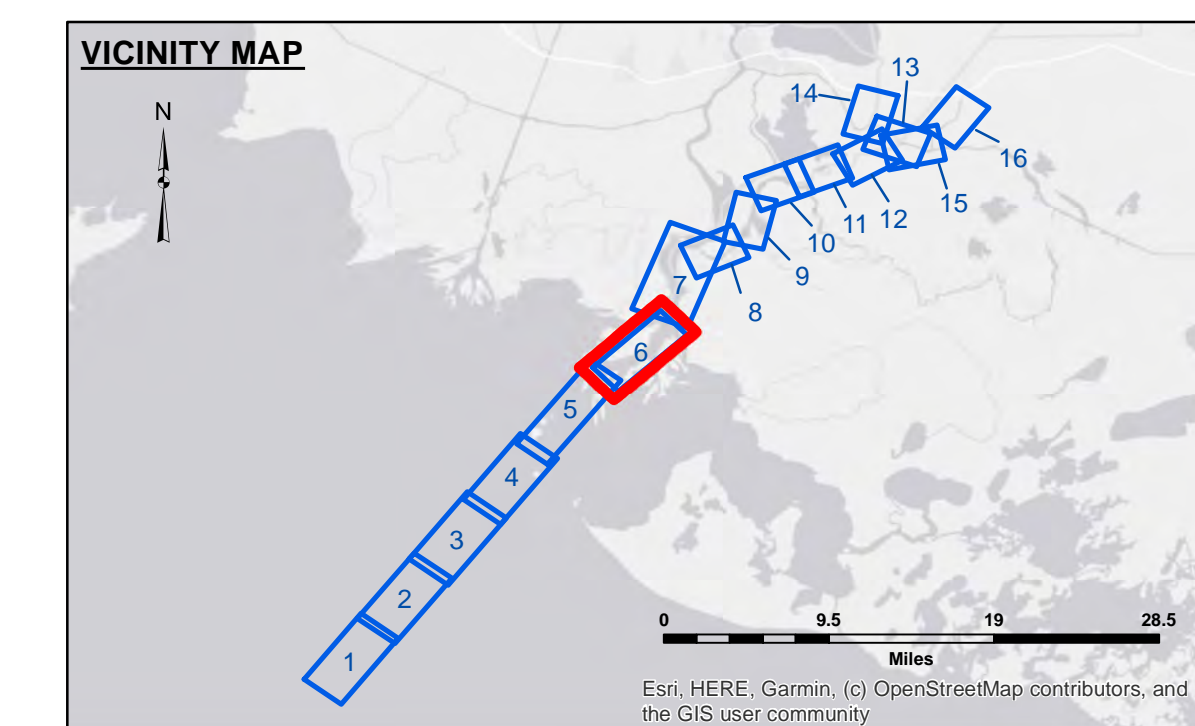 VICINITY MAP
N
13
14
16
15
12
11
10
9
8
7
6
5
4
3
2
1
0 9.5 19 28.5
Miles
Esri, HERE, Garmin, (c) OpenStreetMap contributors, and
the GIS user community